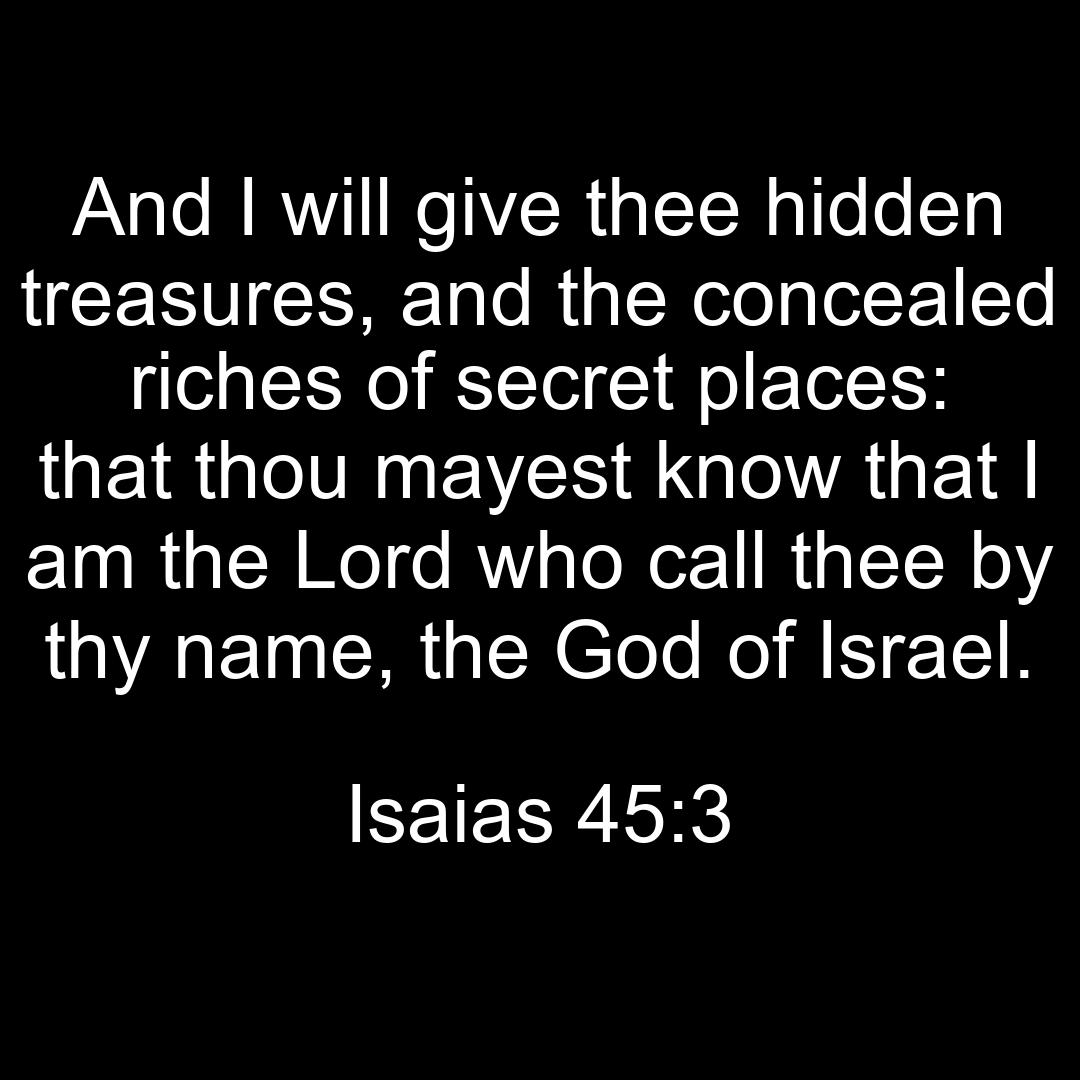 And I will give thee hidden
treasures, and the concealed
riches of secret places:
that thou mayest know that I
am the Lord who call thee by
thy name, the God of Israel.
Isaias 45:3